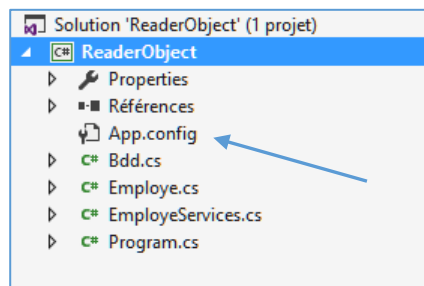 Solution 'ReaderObject' (1 projet)
C# ReaderObject
Properties
Références
App.config
C# Bdd.cs
C# Employe.cs
C# EmployeServices.cs
C# Program.cs